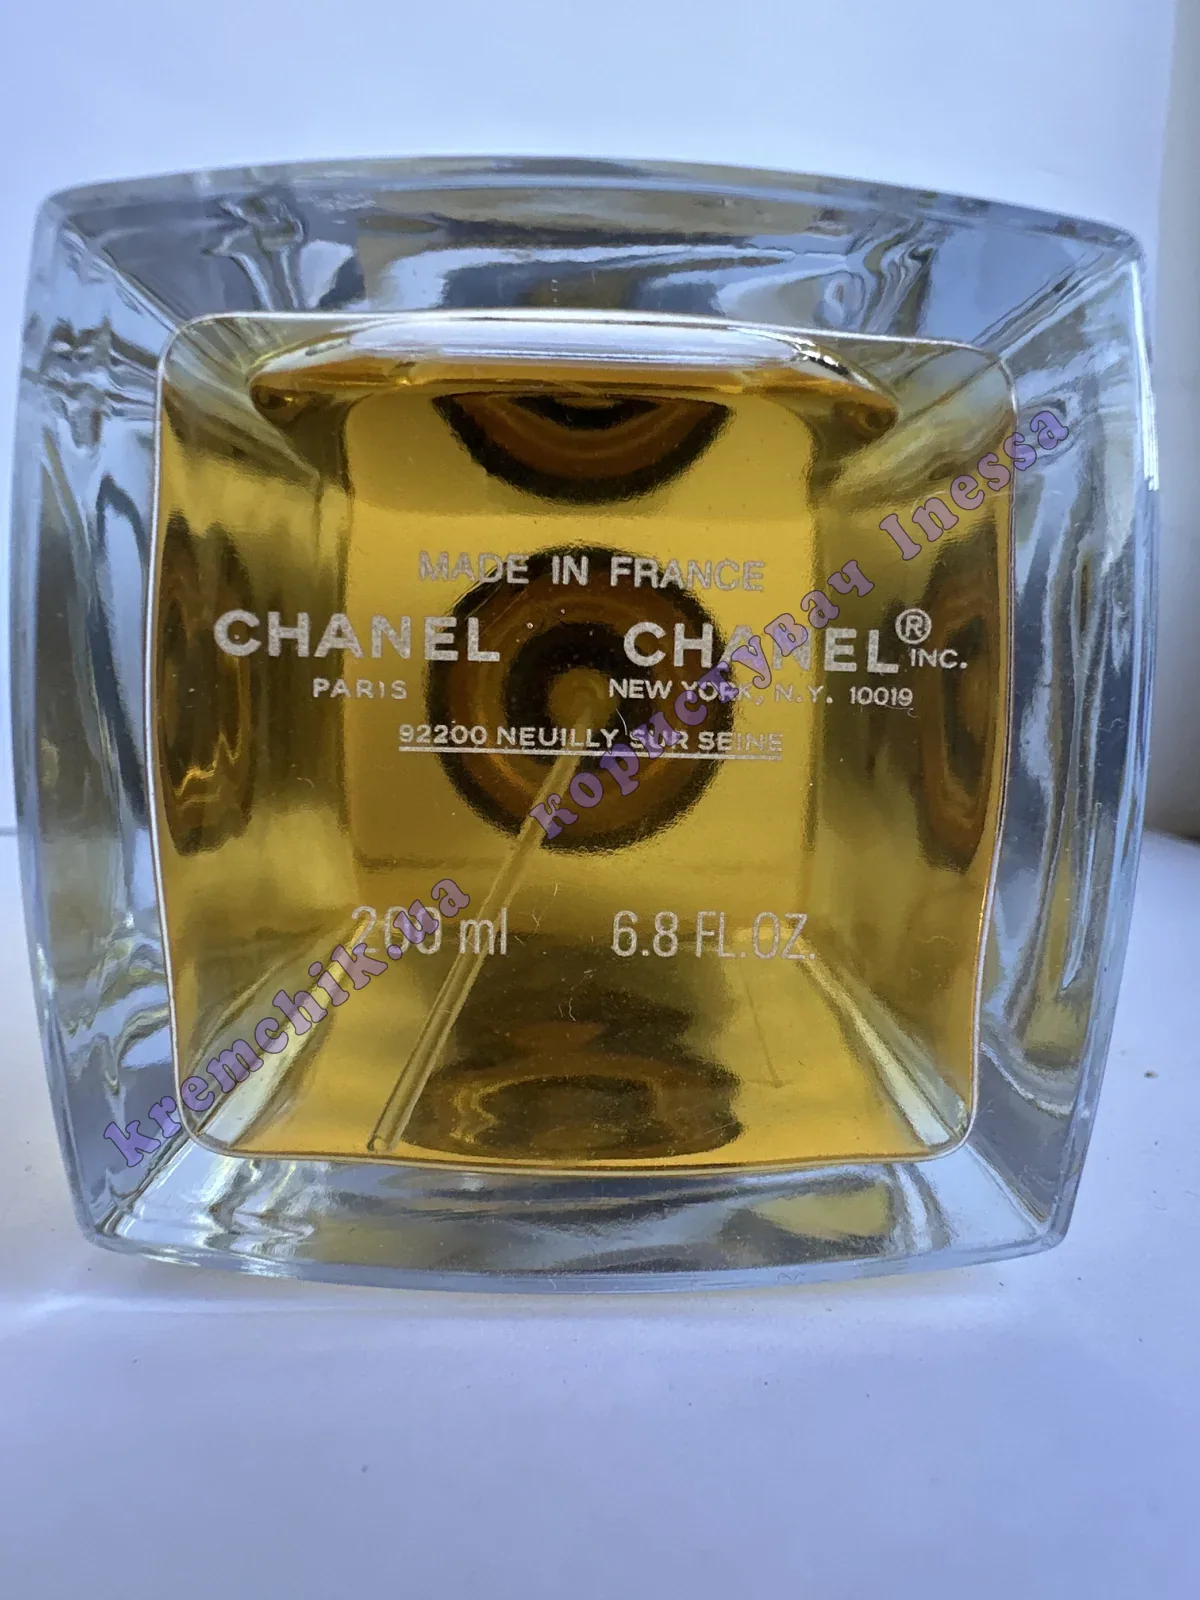 MADE IN FRANCE
CHANEL CHANEL® INC.
PARIS NEW YORK, N.Y. 10019
92200 NEUILLY SUR SEINE
200 ml 6.8 FL.OZ.
kremchik.ua користувач Inessa